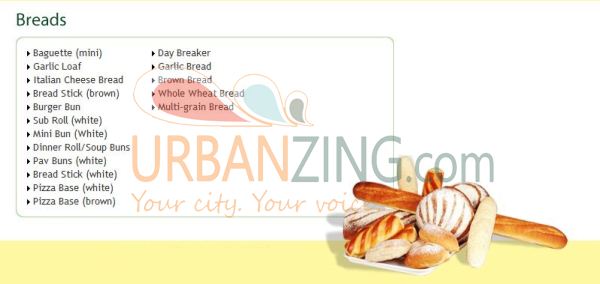 Breads
Baguette (mini)
Garlic Loaf
Italian Cheese Bread
Bread Stick (brown)
Burger Bun
Sub Roll (white)
Mini Bun (White)
Dinner Roll/Soup Buns
Pav Buns (white)
Bread Stick (white)
Pizza Base (white)
Pizza Base (brown)
Day Breaker
Garlic Bread
Brown Bread
Whole Wheat Bread
Multi-grain Bread
URBANZING.com
Your city. Your voic